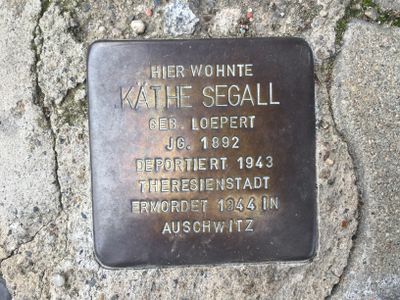 HIER WOHNTE
KÄTHE SEGALL
GEB. LOEPERT
JG. 1892
DEPORTIERT 1943
THERESIENSTADT
ERMORDET 1944 IN
AUSCHWITZ